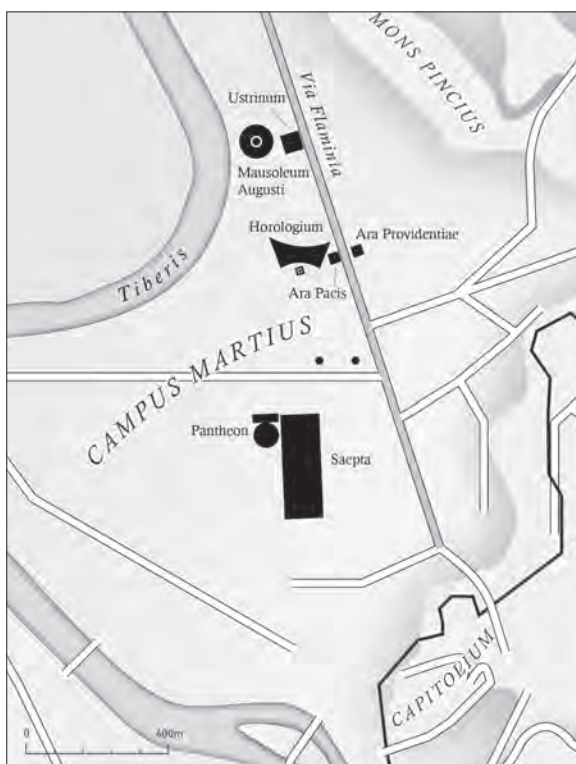 MONS PINCIUS
Via Flaminia
Ustrinum
Mausoleum
Augusti
Horologium
Ara Providentiae
Ara Pacis
Tiberis
CAMPUS MARTIUS
Pantheon
Saepta
CAPITOLIUM
0
400m